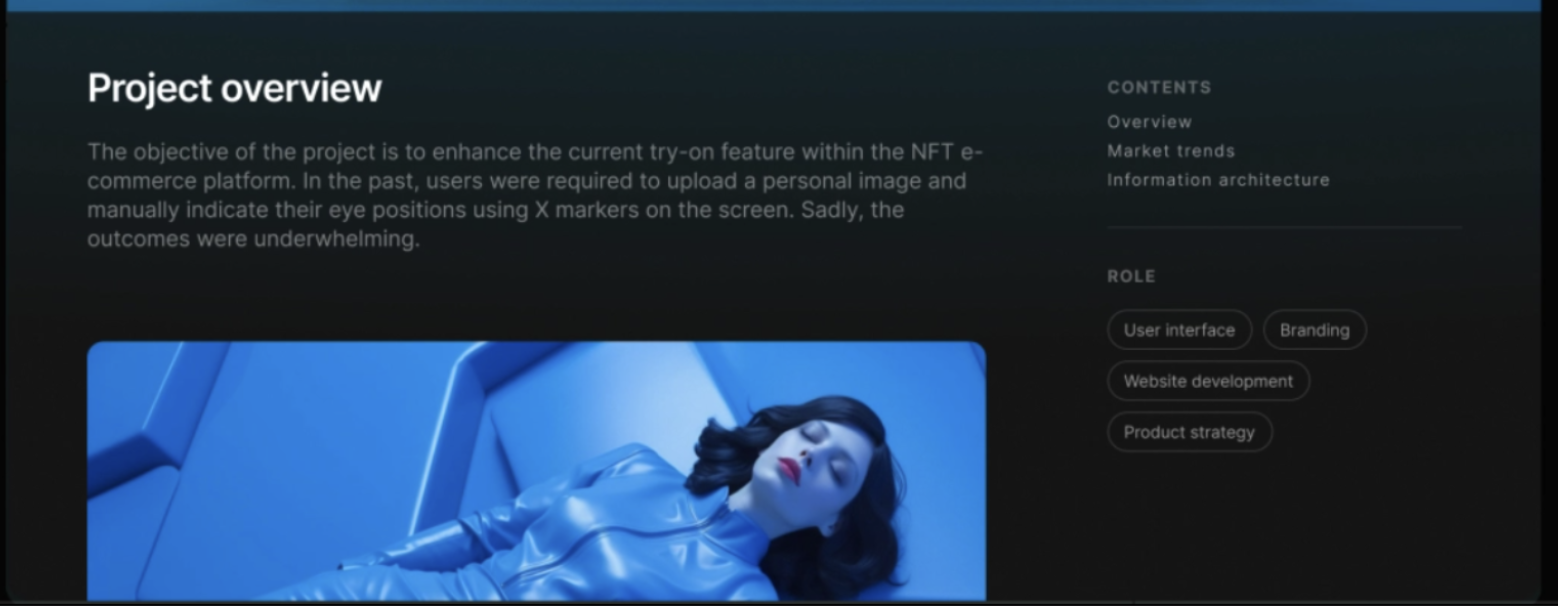 Project overview
The objective of the project is to enhance the current try-on feature within the NFT e-
commerce platform. In the past, users were required to upload a personal image and
manually indicate their eye positions using X markers on the screen. Sadly, the
outcomes were underwhelming.
CONTENTS
Overview
Market trends
Information architecture
ROLE
User interface
Branding
Website development
Product strategy